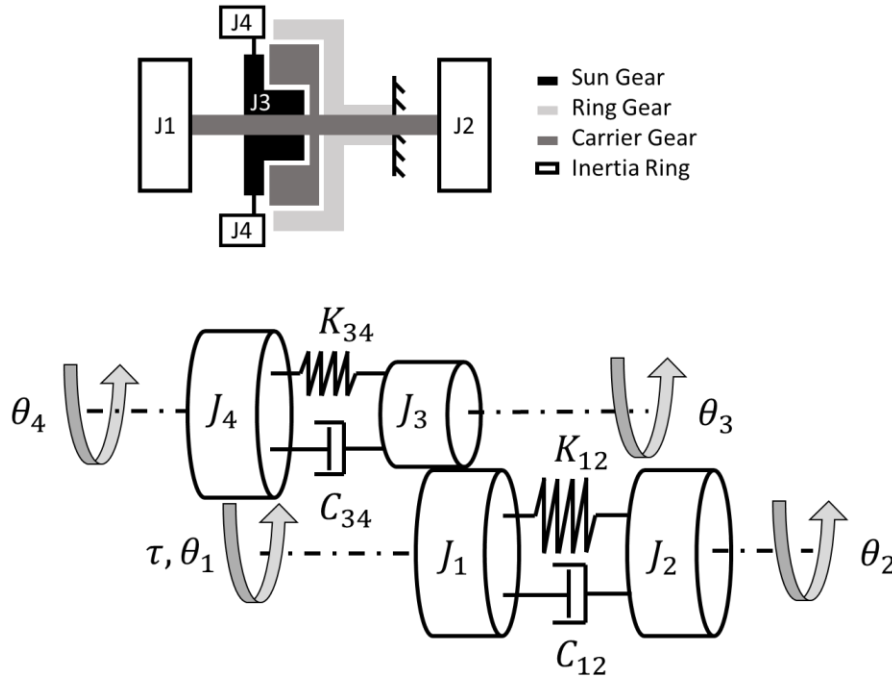 J4
J3
J1
J2
J4
Sun Gear
Ring Gear
Carrier Gear
Inertia Ring
K₃₄
θ₄
J₄
J₃
θ₃
C₃₄
K₁₂
τ, θ₁
J₁
J₂
θ₂
C₁₂